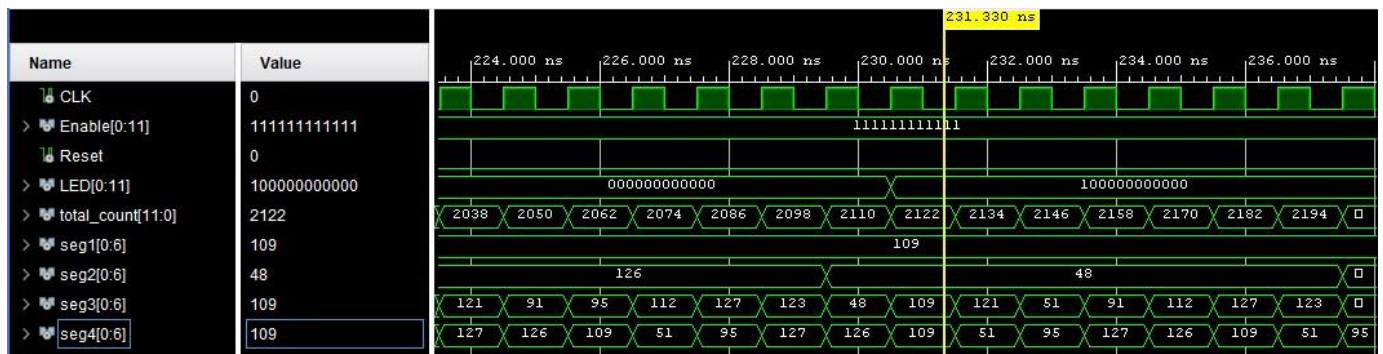 231.330 ns
Name Value 224.000 ns 226.000 ns 228.000 ns 230.000 ns 232.000 ns 234.000 ns 236.000 ns
CLK 0
Enable[0:11] 111111111111 111111111111
Reset 0
LED[0:11] 100000000000 000000000000 100000000000
total_count[11:0] 2122 2038 2050 2062 2074 2086 2098 2110 2122 2134 2146 2158 2170 2182 2194
seg1[0:6] 109 109
seg2[0:6] 48 126 48
seg3[0:6] 109 121 91 95 112 127 123 48 109 121 51 91 112 127 123
seg4[0:6] 109 127 126 109 51 95 127 126 109 51 95 127 126 109 51 95